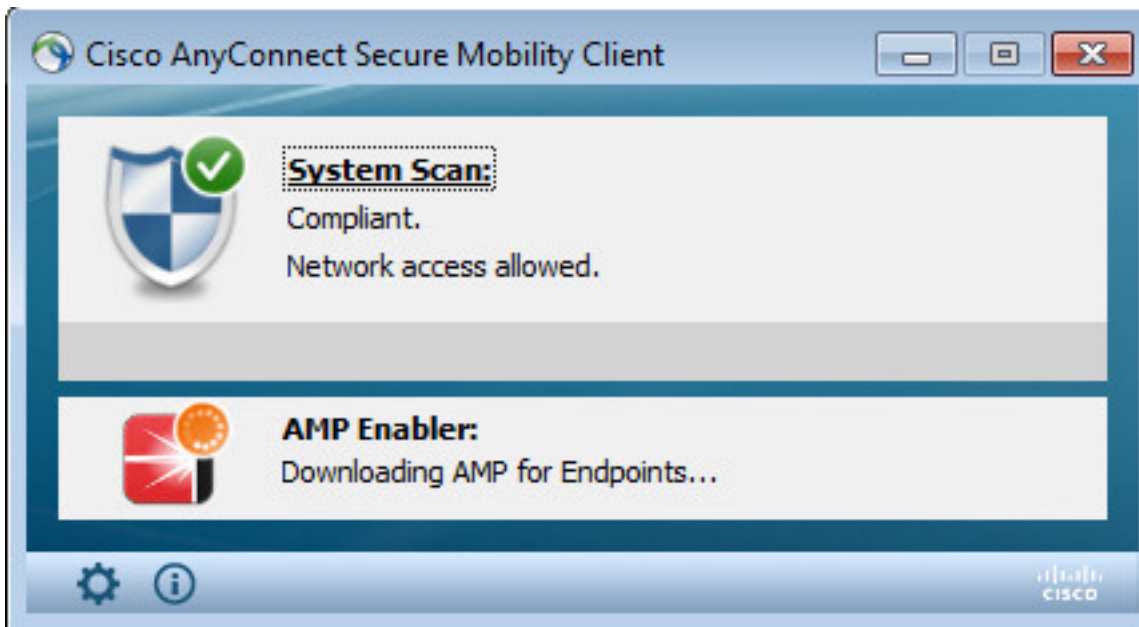 Cisco AnyConnect Secure Mobility Client
System Scan:
Compliant.
Network access allowed.
AMP Enabler:
Downloading AMP for Endpoints...
CISCO